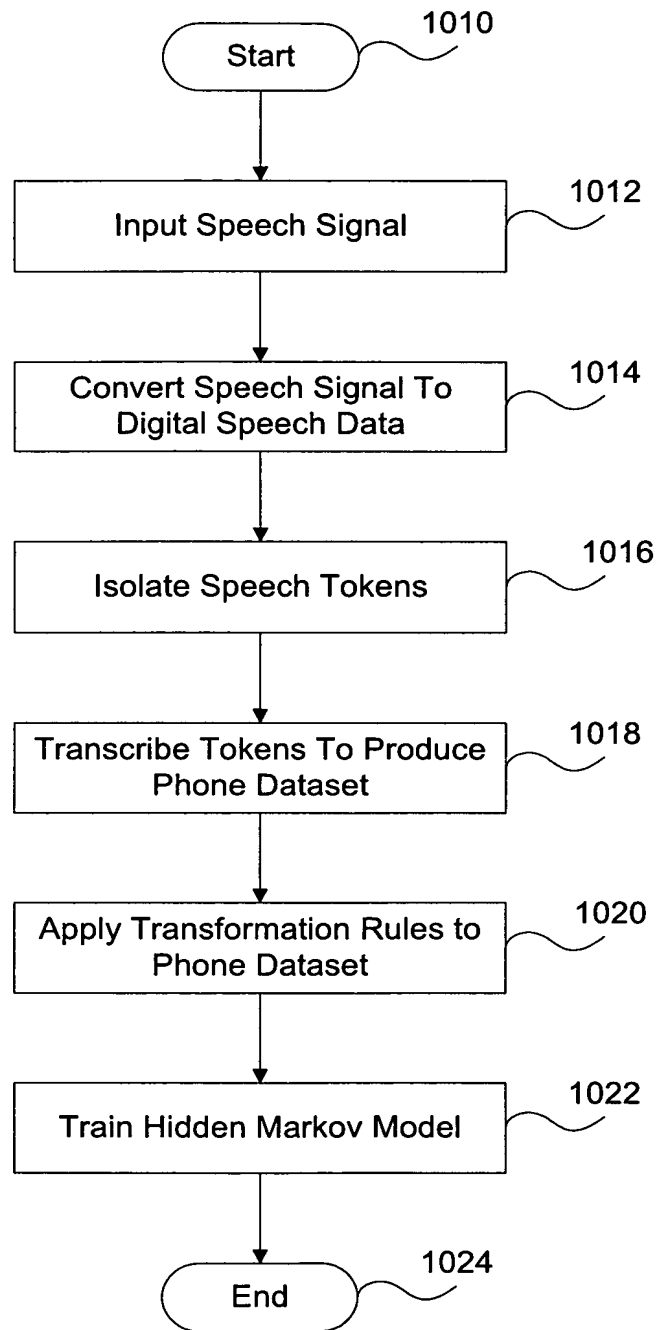 1010
Start
1012
Input Speech Signal
1014
Convert Speech Signal To
Digital Speech Data
1016
Isolate Speech Tokens
1018
Transcribe Tokens To Produce
Phone Dataset
1020
Apply Transformation Rules to
Phone Dataset
1022
Train Hidden Markov Model
1024
End